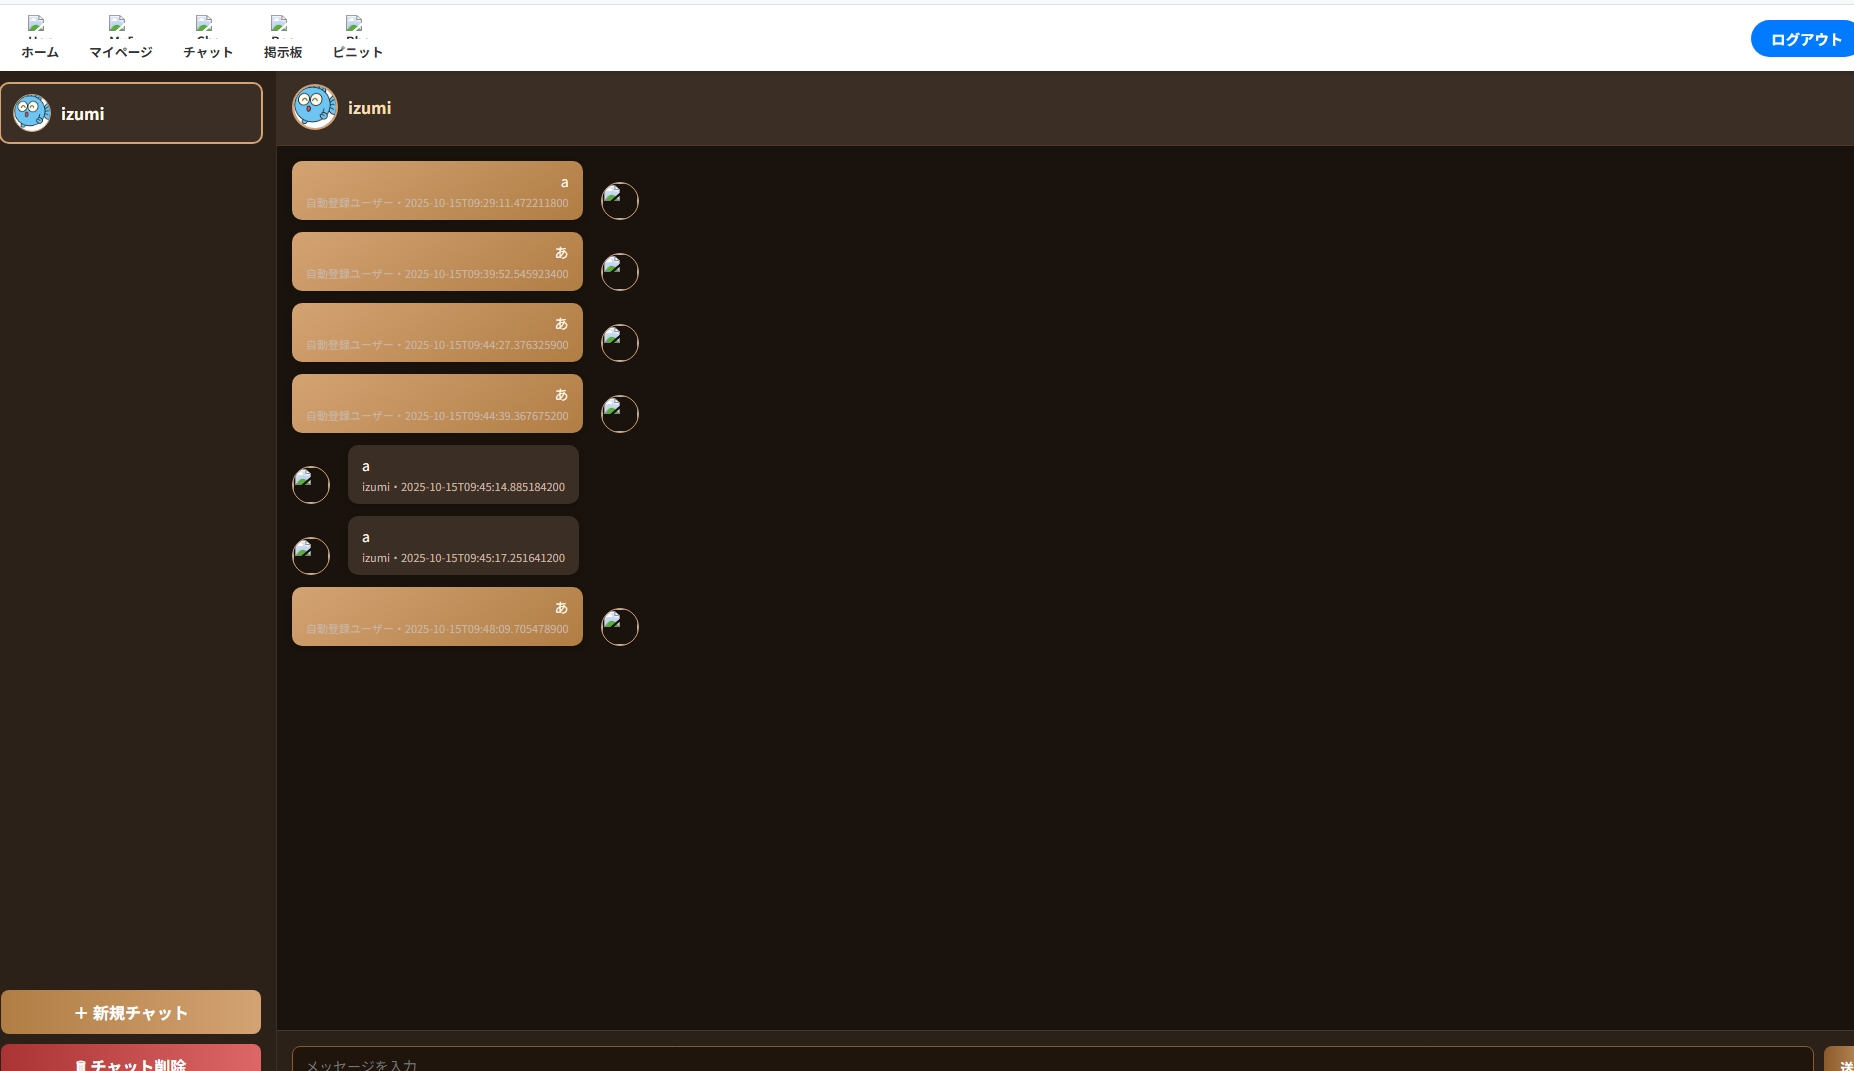 ホーム
マイページ
チャット
掲示板
ピニット
ログアウト
izumi
izumi
a
自動登録ユーザー・2025-10-15T09:29:11.472211800
あ
自動登録ユーザー・2025-10-15T09:39:52.545923400
あ
自動登録ユーザー・2025-10-15T09:44:27.376325900
あ
自動登録ユーザー・2025-10-15T09:44:39.367675200
a
izumi・2025-10-15T09:45:14.885184200
a
izumi・2025-10-15T09:45:17.251641200
あ
自動登録ユーザー・2025-10-15T09:48:09.705478900
+ 新規チャット
チャット削除
メッセージを入力
送